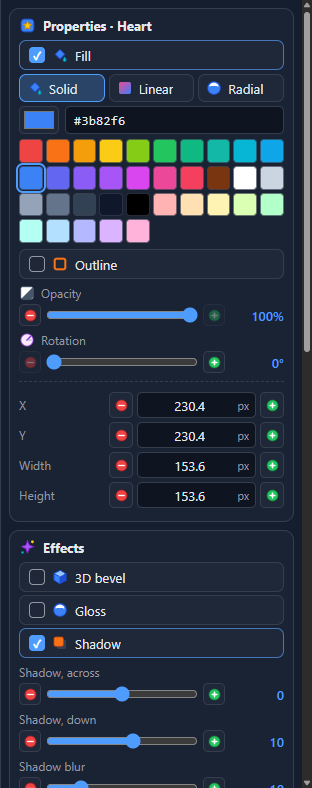 Properties - Heart
Fill
Solid
Linear
Radial
#3b82f6
Outline
Opacity
100%
Rotation
0°
X 230.4 px
Y 230.4 px
Width 153.6 px
Height 153.6 px
Effects
3D bevel
Gloss
Shadow
Shadow, across
0
Shadow, down
10
Shadow blur